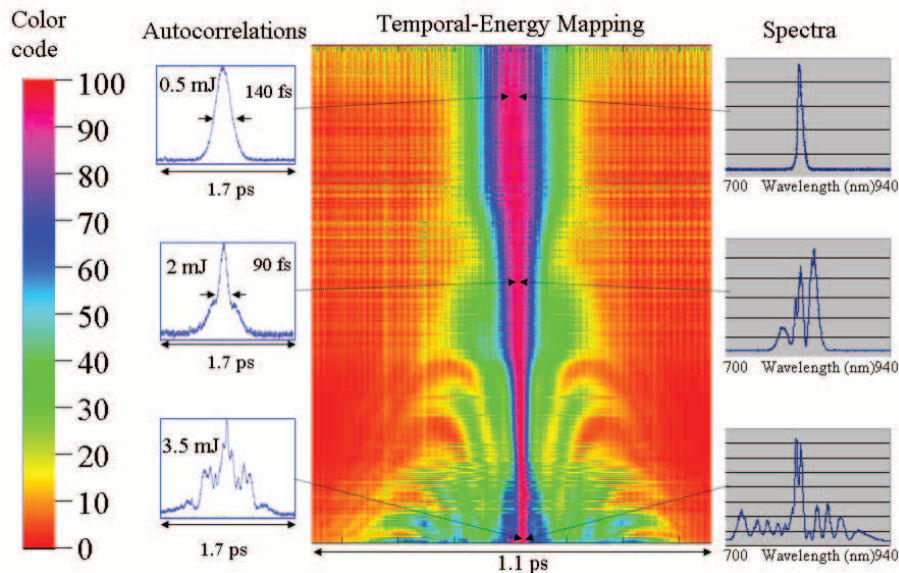 Color
code
Autocorrelations
Temporal-Energy Mapping
Spectra
100
90
80
70
60
50
40
30
20
10
0
0.5 mJ
140 fs
1.7 ps
2 mJ
90 fs
1.7 ps
3.5 mJ
1.7 ps
1.1 ps
700 Wavelength (nm)940
700 Wavelength (nm)940
700 Wavelength (nm)940